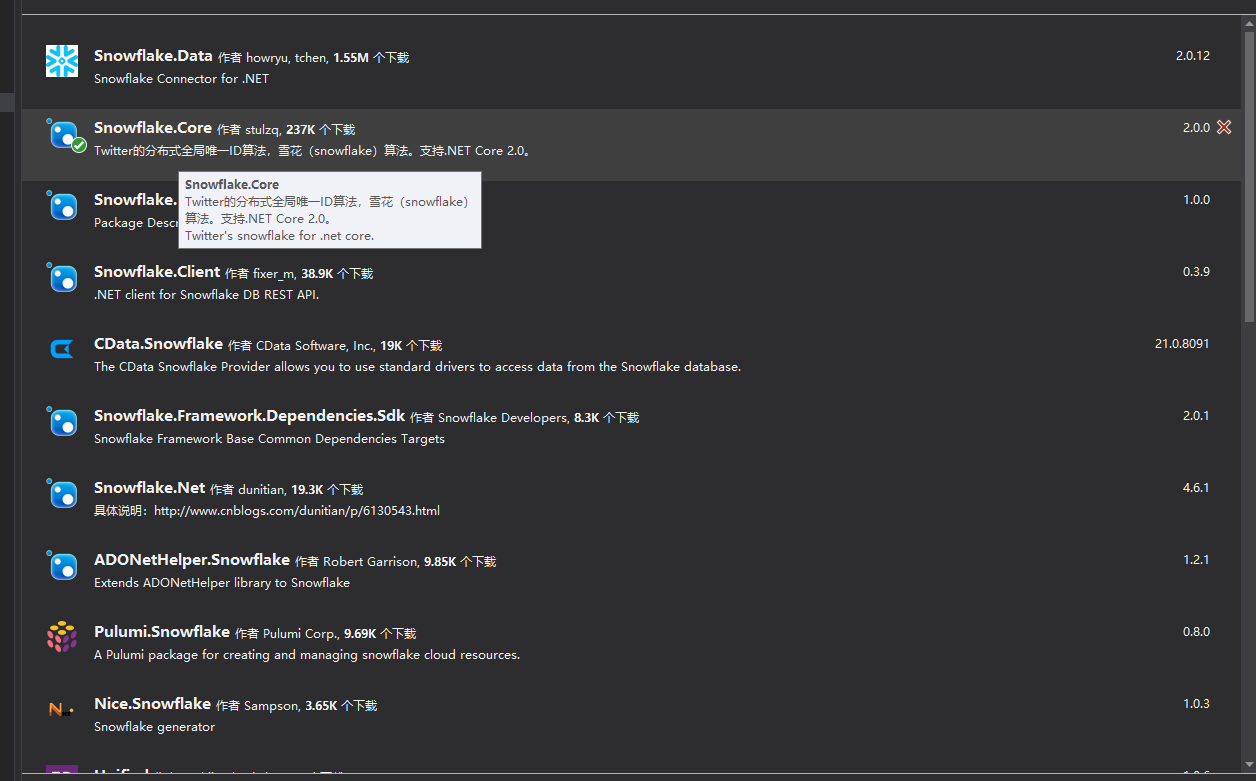 Snowflake.Data 作者 howryu, tchen, 1.55M 个下载 2.0.12
Snowflake Connector for .NET
Snowflake.Core 作者 stulzq, 237K 个下载 2.0.0
Twitter的分布式全局唯一ID算法，雪花（snowflake）算法。支持.NET Core 2.0。
Snowflake.Core
Twitter的分布式全局唯一ID算法，雪花（snowflake）
算法。支持.NET Core 2.0。
Twitter's snowflake for .net core.
Snowflake. 1.0.0
Package
Snowflake.Client 作者 fixer_m, 38.9K 个下载 0.3.9
.NET client for Snowflake DB REST API.
CData.Snowflake 作者 CData Software, Inc., 19K 个下载 21.0.8091
The CData Snowflake Provider allows you to use standard drivers to access data from the Snowflake database.
Snowflake.Framework.Dependencies.Sdk 作者 Snowflake Developers, 8.3K 个下载 2.0.1
Snowflake Framework Base Common Dependencies Targets
Snowflake.Net 作者 dunitian, 19.3K 个下载 4.6.1
具体说明：http://www.cnblogs.com/dunitian/p/6130543.html
ADONetHelper.Snowflake 作者 Robert Garrison, 9.85K 个下载 1.2.1
Extends ADONetHelper library to Snowflake
Pulumi.Snowflake 作者 Pulumi Corp., 9.69K 个下载 0.8.0
A Pulumi package for creating and managing snowflake cloud resources.
Nice.Snowflake 作者 Sampson, 3.65K 个下载 1.0.3
Snowflake generator